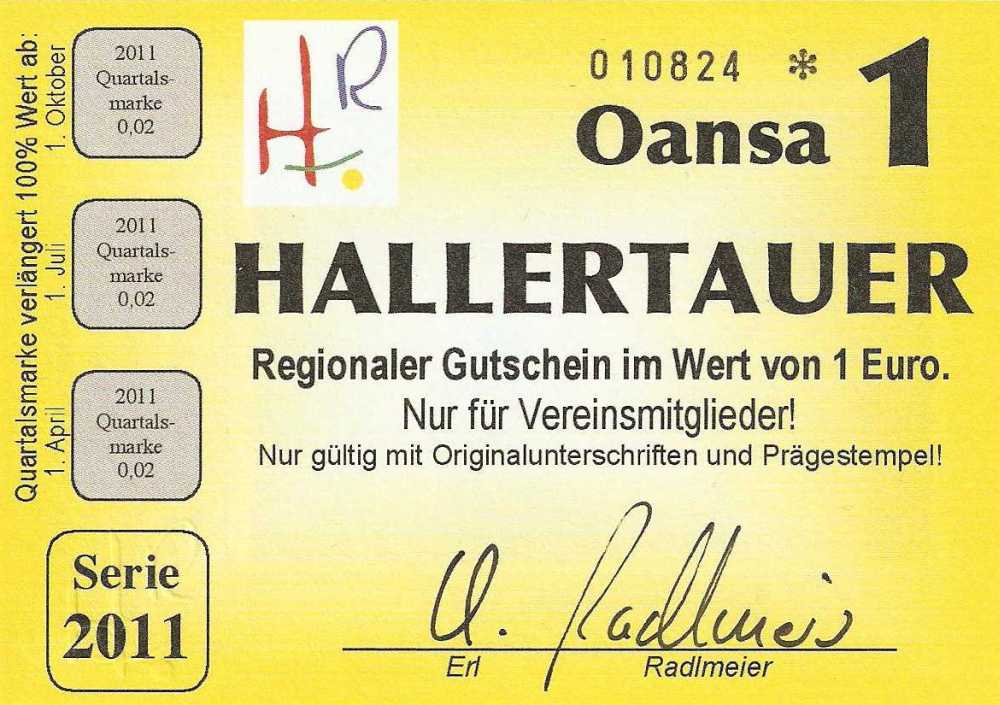 Quartalsmarke verlängert 100% Wert ab:
1. Oktober
1. Juli
1. April
2011
Quartals-
marke
0,02
2011
Quartals-
marke
0,02
2011
Quartals-
marke
0,02
Serie
2011
HR
010824 *
Oansa 1
HALLERTAUER
Regionaler Gutschein im Wert von 1 Euro.
Nur für Vereinsmitglieder!
Nur gültig mit Originalunterschriften und Prägestempel!
Radlmeier
Erl Radlmeier